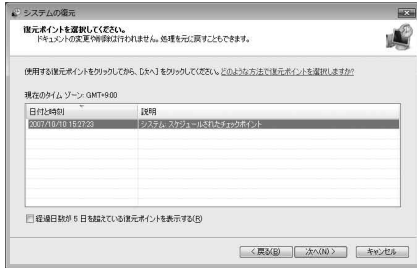 システムの復元
復元ポイントを選択してください。
ドキュメントの変更や削除は行われません。処理を元に戻すこともできます。
使用する復元ポイントをクリックしてから、[次へ] をクリックしてください。どのような方法で復元ポイントを選択しますか?
現在のタイム ゾーン: GMT+9:00
日付と時刻 説明
2007/10/10 15:27:23 システム: スケジュールされたチェックポイント
経過日数が 5 日を超えている復元ポイントを表示する(R)
< 戻る(B) 次へ(N) > キャンセル